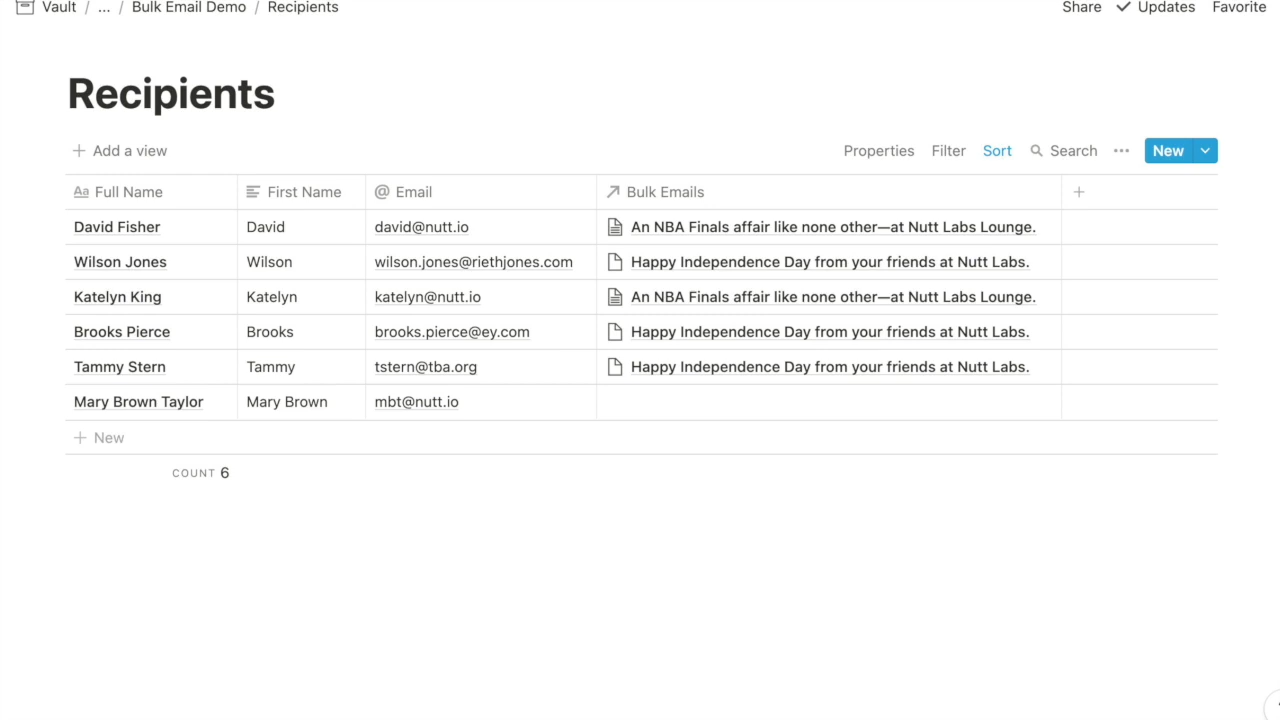 Vault / ... / Bulk Email Demo / Recipients Share Updates Favorite
Recipients
Add a view Properties Filter Sort Search New
Aa Full Name First Name @ Email Bulk Emails
David Fisher David david@nutt.io An NBA Finals affair like none other—at Nutt Labs Lounge.
Wilson Jones Wilson wilson.jones@riethjones.com Happy Independence Day from your friends at Nutt Labs.
Katelyn King Katelyn katelyn@nutt.io An NBA Finals affair like none other—at Nutt Labs Lounge.
Brooks Pierce Brooks brooks.pierce@ey.com Happy Independence Day from your friends at Nutt Labs.
Tammy Stern Tammy tstern@tba.org Happy Independence Day from your friends at Nutt Labs.
Mary Brown Taylor Mary Brown mbt@nutt.io
New
COUNT 6